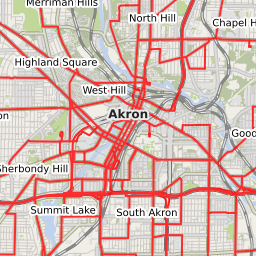 Merriman Hills
North Hill
Chapel H
Highland Square
West Hill
Akron
on
Good
Sherbondy Hill
Summit Lake
South Akron